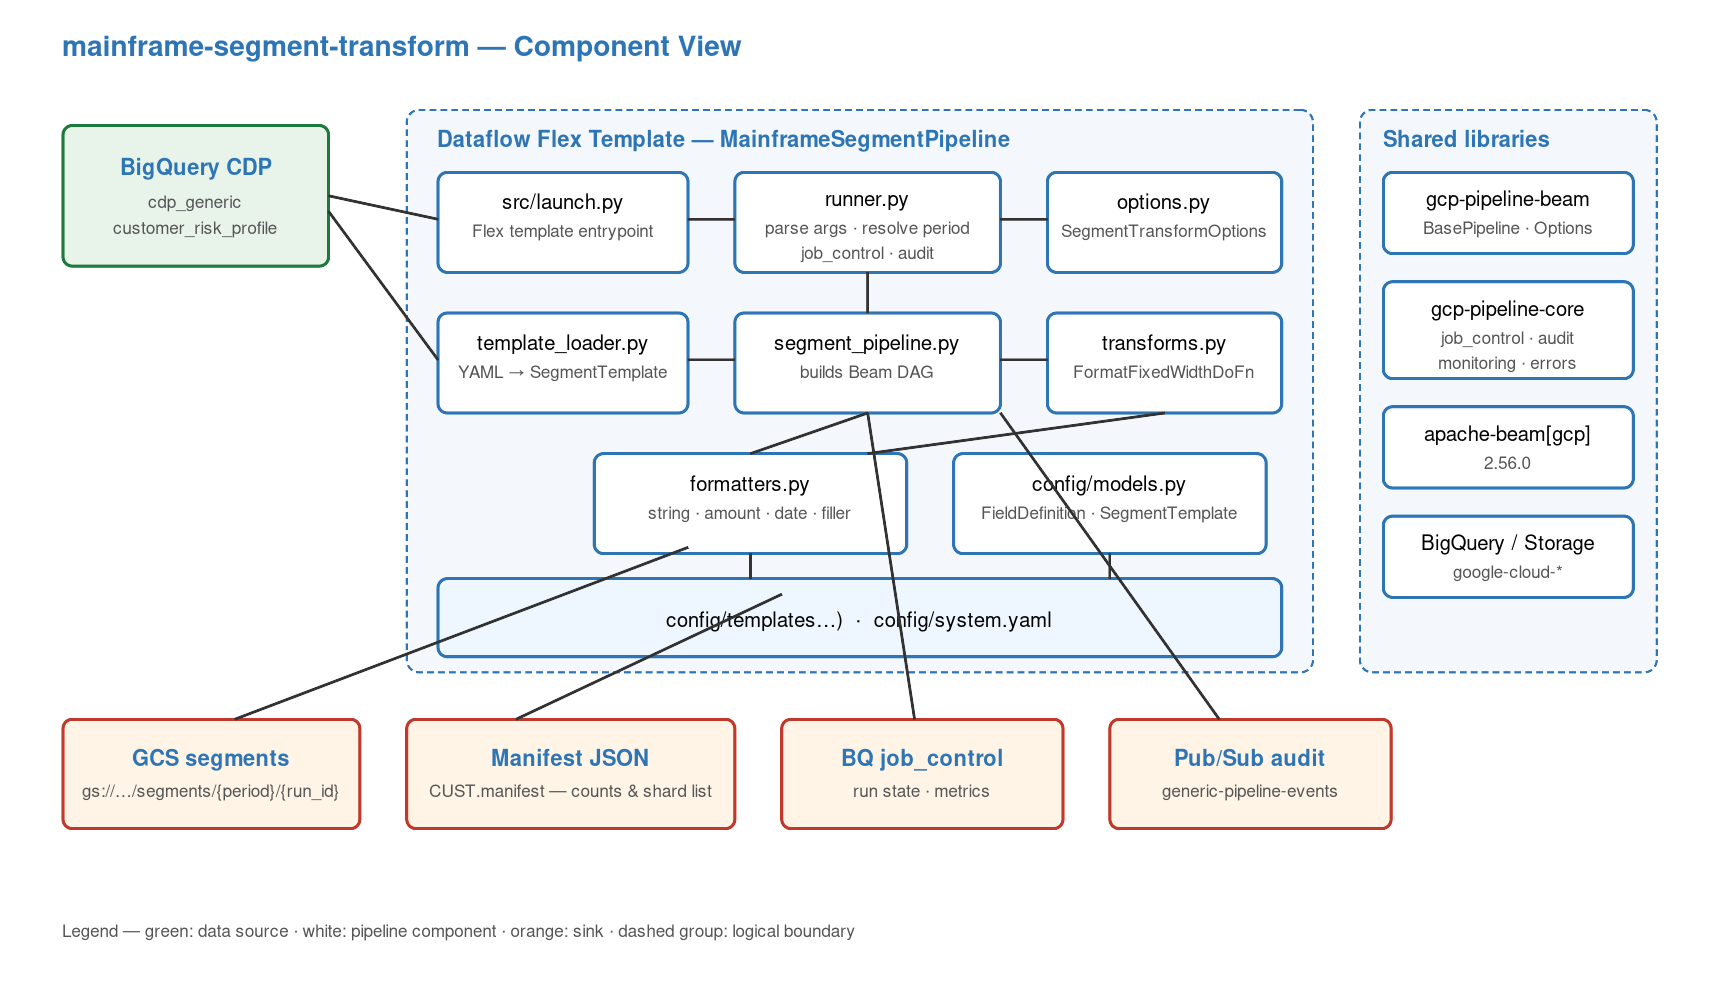 mainframe-segment-transform — Component View
BigQuery CDP
cdp_generic
customer_risk_profile
Dataflow Flex Template — MainframeSegmentPipeline
src/launch.py
Flex template entrypoint
runner.py
parse args · resolve period
job_control · audit
options.py
SegmentTransformOptions
template_loader.py
YAML → SegmentTemplate
segment_pipeline.py
builds Beam DAG
transforms.py
FormatFixedWidthDoFn
formatters.py
string · amount · date · filler
config/models.py
FieldDefinition · SegmentTemplate
config/templates...) · config/system.yaml
Shared libraries
gcp-pipeline-beam
BasePipeline · Options
gcp-pipeline-core
job_control · audit
monitoring · errors
apache-beam[gcp]
2.56.0
BigQuery / Storage
google-cloud-*
GCS segments
gs://.../segments/{period}/{run_id}
Manifest JSON
CUST.manifest — counts & shard list
BQ job_control
run state · metrics
Pub/Sub audit
generic-pipeline-events
Legend — green: data source · white: pipeline component · orange: sink · dashed group: logical boundary